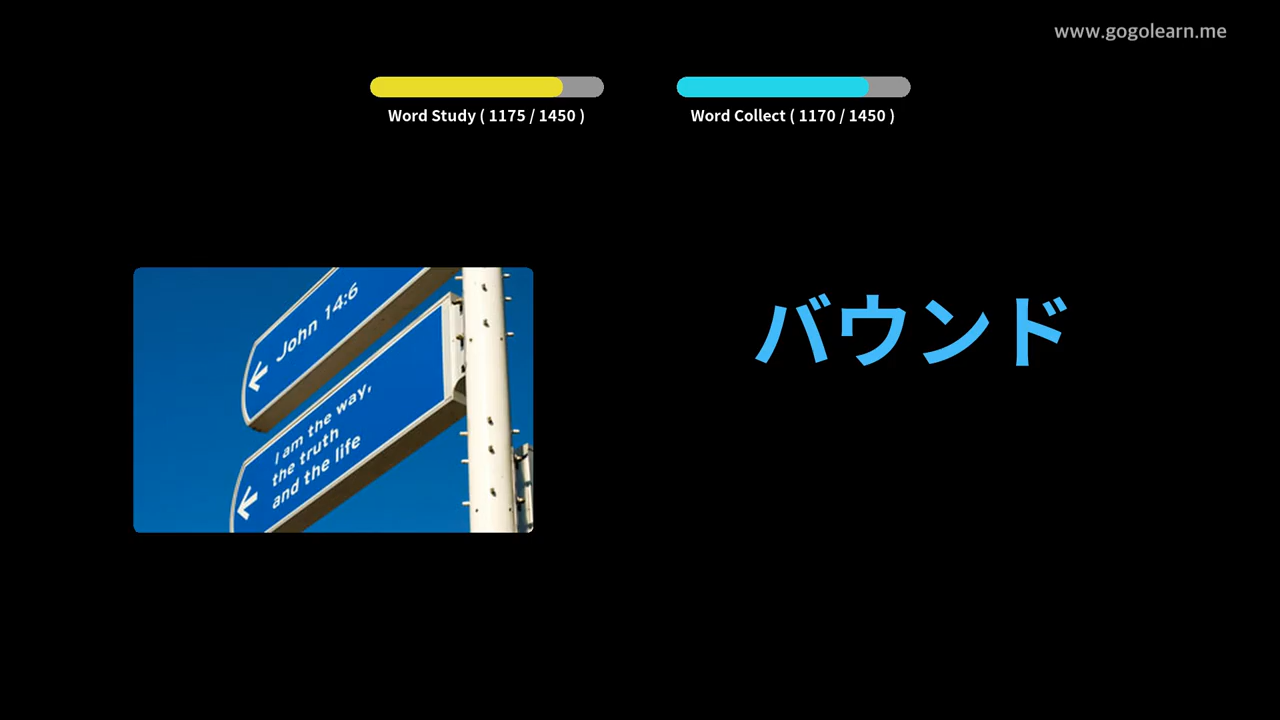 www.gogolearn.me
Word Study ( 1175 / 1450 )
Word Collect ( 1170 / 1450 )
John 14:6
I am the way,
the truth
and the life
バウンド